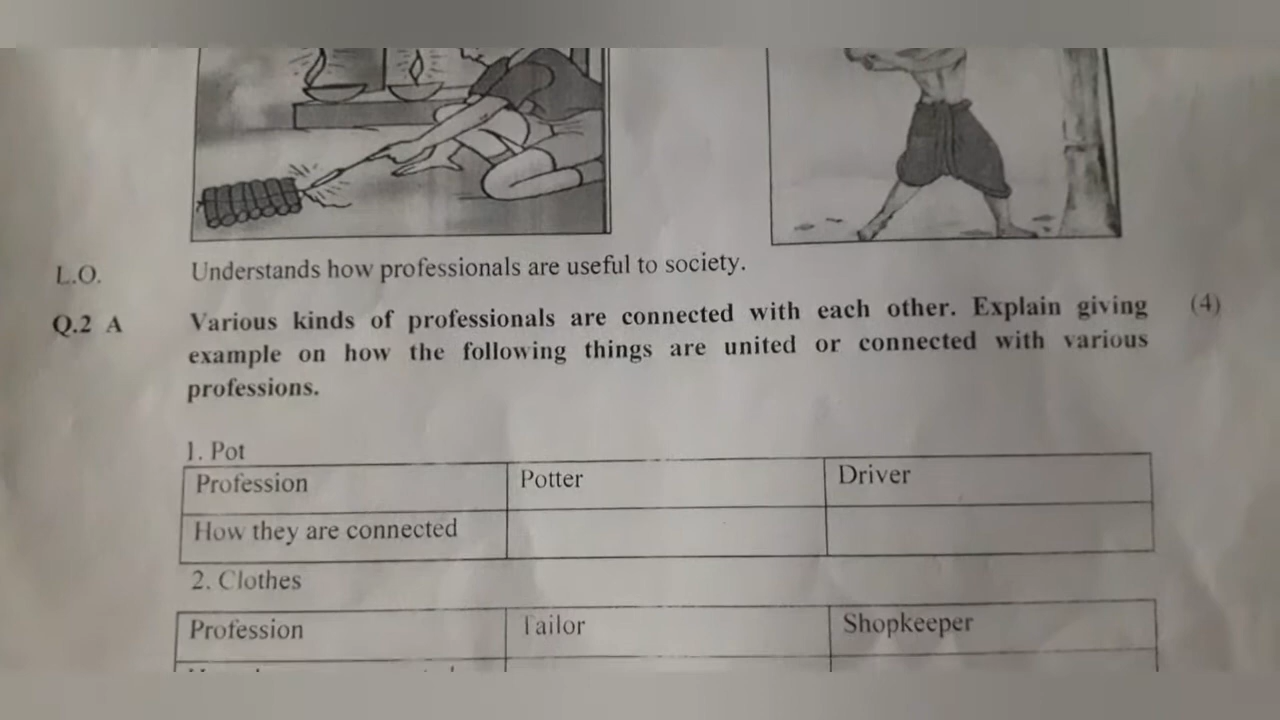 L.O. Understands how professionals are useful to society.
Q.2 A Various kinds of professionals are connected with each other. Explain giving (4)
example on how the following things are united or connected with various
professions.
1. Pot
Profession Potter Driver
How they are connected
2. Clothes
Profession Tailor Shopkeeper